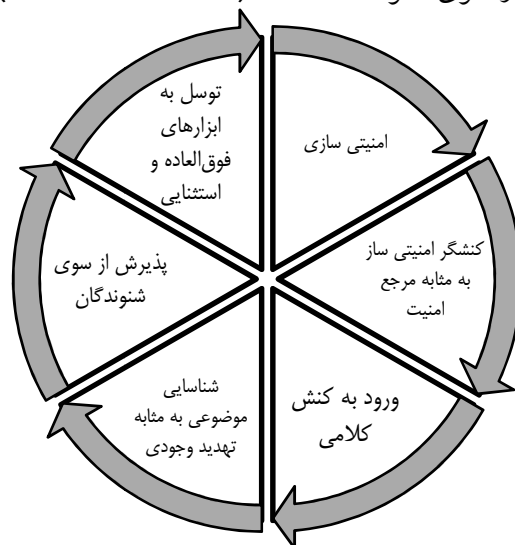 امنیتی سازی
کنشگر امنیتی ساز
به مثابه مرجع
امنیت
ورود به کنش
کلامی
شناسایی
موضوعی به مثابه
تهدید وجودی
پذیرش از سوی
شنوندگان
توسل به
ابزارهای
فوق‌العاده و
استثنایی